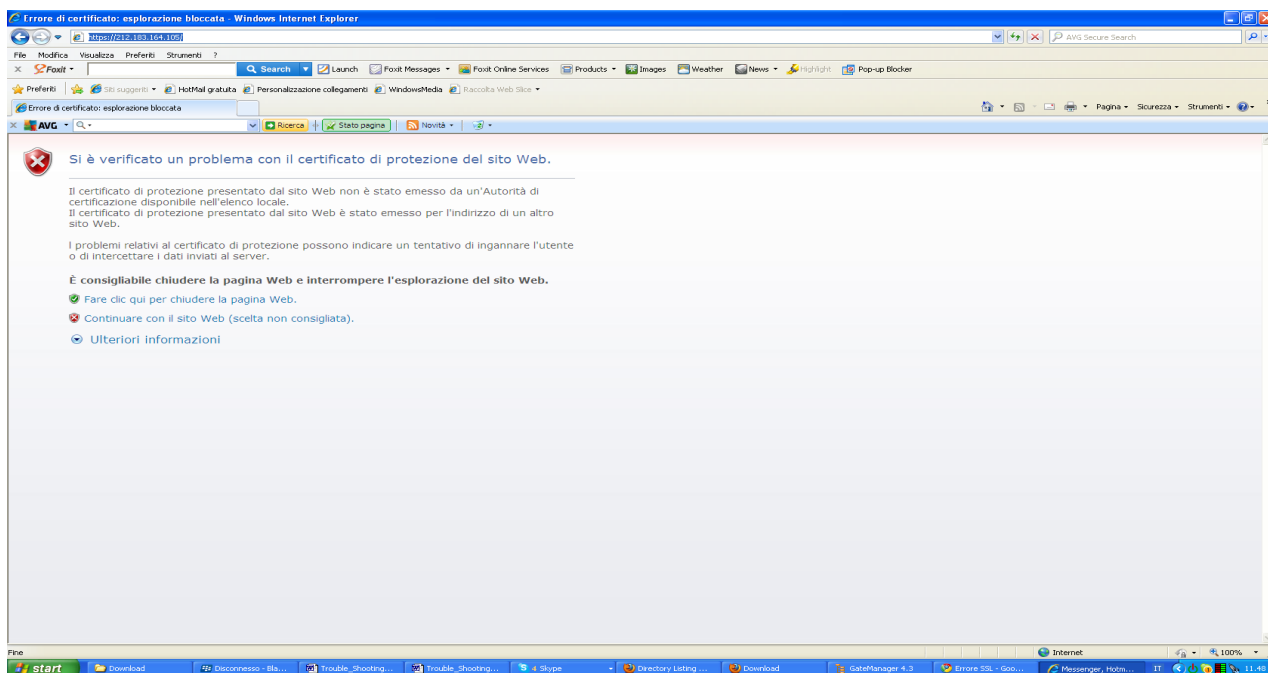 Errore di certificato: esplorazione bloccata - Windows Internet Explorer
https://212.183.164.105/
AVG Secure Search
File Modifica Visualizza Preferiti Strumenti ?
x Foxit Search Launch Foxit Messages Foxit Online Services Products Images Weather News Highlight Pop-up Blocker
Preferiti Siti suggeriti HotMail gratuita Personalizzazione collegamenti WindowsMedia Raccolta Web Slice
Errore di certificato: esplorazione bloccata
Pagina Sicurezza Strumenti
x AVG Ricerca Stato pagina Novità
Si è verificato un problema con il certificato di protezione del sito Web.
Il certificato di protezione presentato dal sito Web non è stato emesso da un'Autorità di
certificazione disponibile nell'elenco locale.
Il certificato di protezione presentato dal sito Web è stato emesso per l'indirizzo di un altro
sito Web.
I problemi relativi al certificato di protezione possono indicare un tentativo di ingannare l'utente
o di intercettare i dati inviati al server.
È consigliabile chiudere la pagina Web e interrompere l'esplorazione del sito Web.
Fare clic qui per chiudere la pagina Web.
Continuare con il sito Web (scelta non consigliata).
Ulteriori informazioni
Fine
Internet
100%
start Download Disconnesso - Bla... Trouble_Shooting... Trouble_Shooting... 4 Skype Directory Listing ... Download GateManager 4.3 Errore SSL - Goo... Messenger, Hotm... IT 11.48